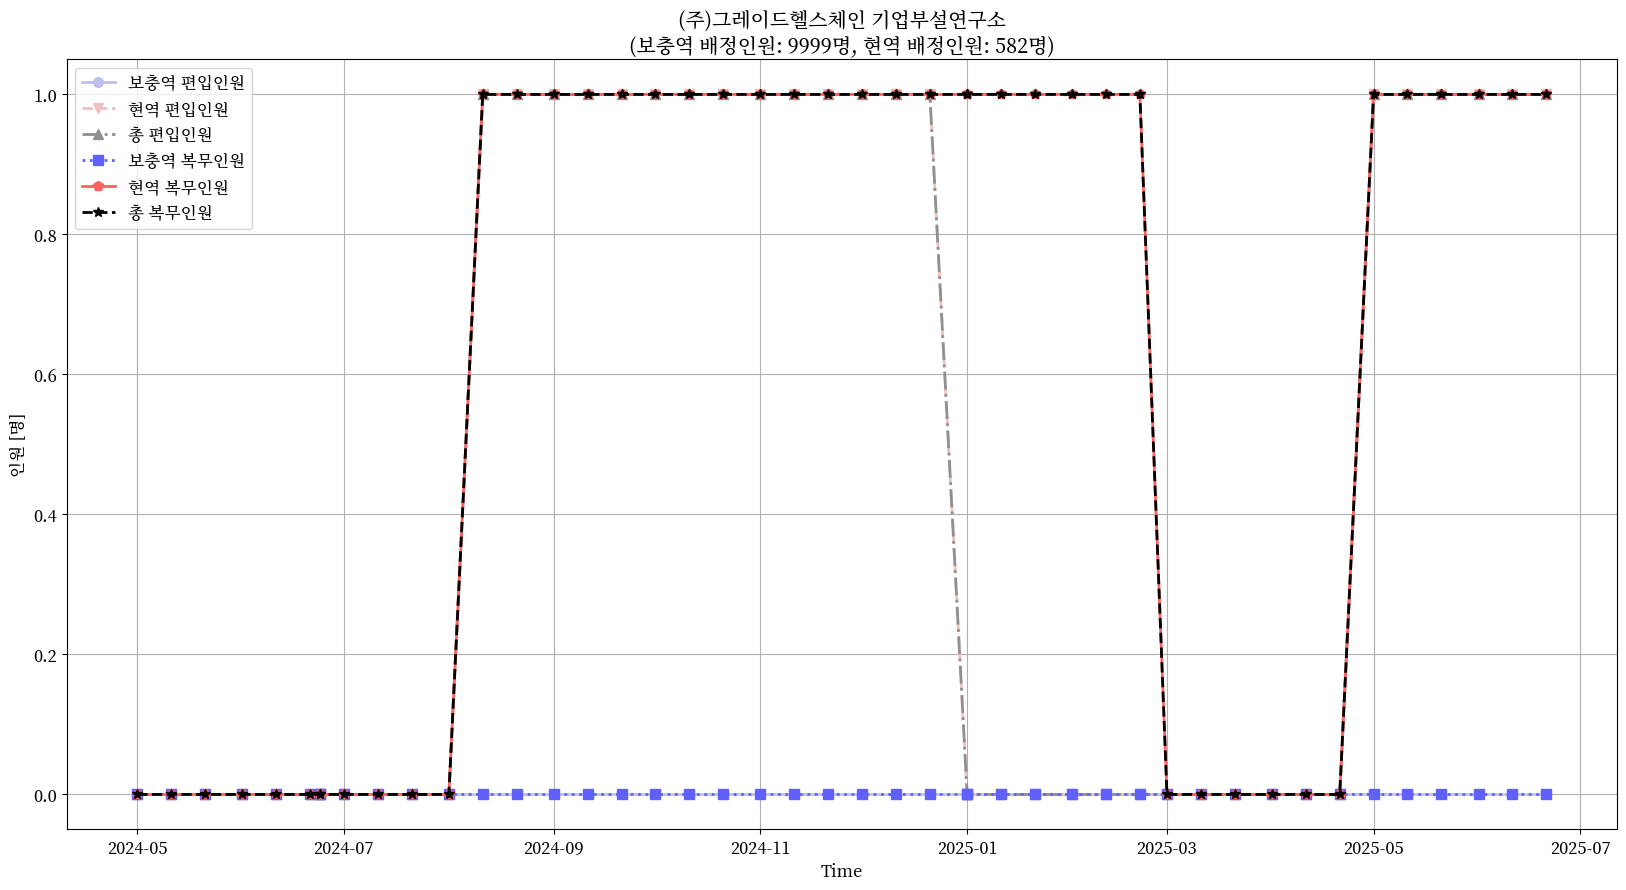 (주)그레이드헬스체인 기업부설연구소
(보충역 배정인원: 9999명, 현역 배정인원: 582명)
보충역 편입인원
현역 편입인원
총 편입인원
보충역 복무인원
현역 복무인원
총 복무인원
1.0
0.8
0.6
0.4
0.2
0.0
인원 [명]
2024-05
2024-07
2024-09
2024-11
2025-01
2025-03
2025-05
2025-07
Time